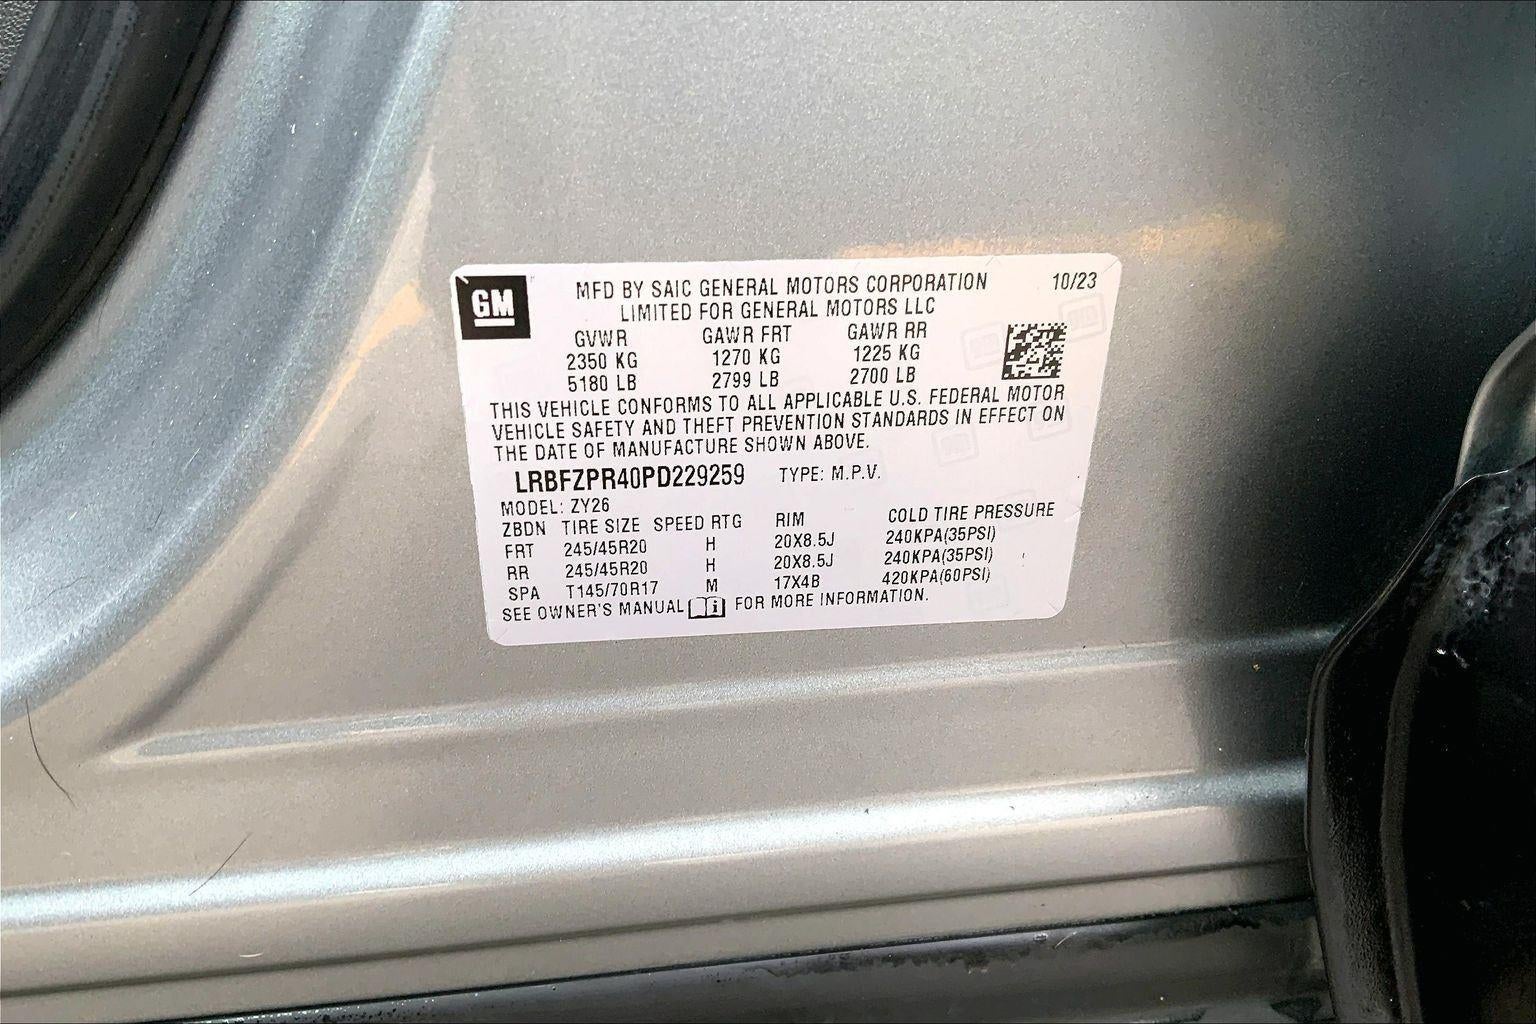 GM
MFD BY SAIC GENERAL MOTORS CORPORATION 10/23
LIMITED FOR GENERAL MOTORS LLC
GVWR GAWR FRT GAWR RR
2350 KG 1270 KG 1225 KG
5180 LB 2799 LB 2700 LB
THIS VEHICLE CONFORMS TO ALL APPLICABLE U.S. FEDERAL MOTOR
VEHICLE SAFETY AND THEFT PREVENTION STANDARDS IN EFFECT ON
THE DATE OF MANUFACTURE SHOWN ABOVE.
LRBFZPR40PD229259 TYPE: M.P.V.
MODEL: ZY26
ZBDN TIRE SIZE SPEED RTG RIM COLD TIRE PRESSURE
FRT 245/45R20 H 20X8.5J 240KPA(35PSI)
RR 245/45R20 H 20X8.5J 240KPA(35PSI)
SPA T145/70R17 M 17X4B 420KPA(60PSI)
SEE OWNER'S MANUAL i FOR MORE INFORMATION.